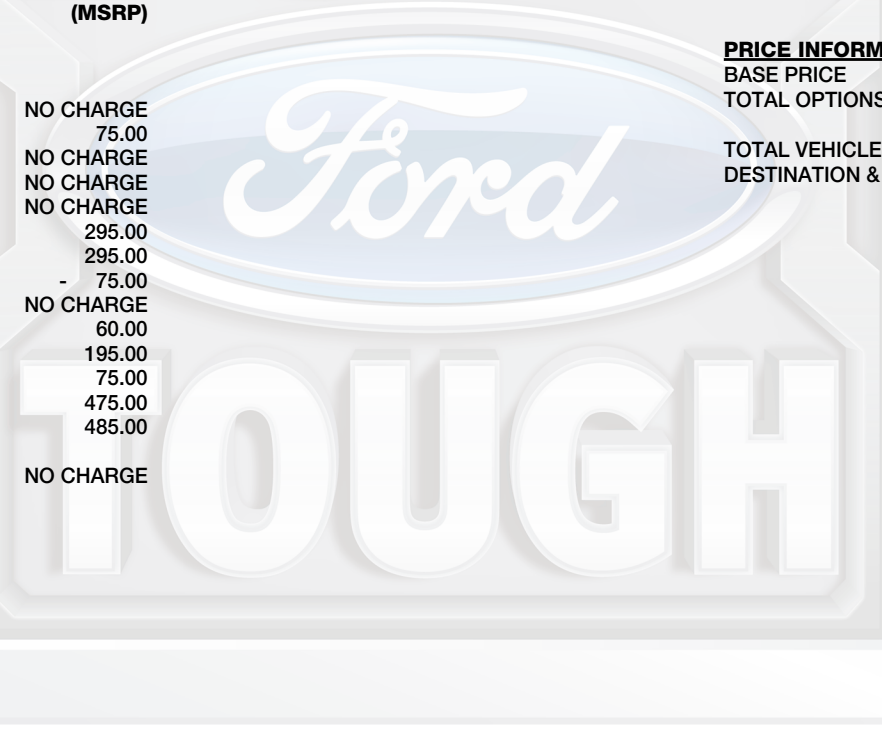 (MSRP)
NO CHARGE
75.00
NO CHARGE
NO CHARGE
NO CHARGE
295.00
295.00
- 75.00
NO CHARGE
60.00
195.00
75.00
475.00
485.00
NO CHARGE
PRICE INFORM
BASE PRICE
TOTAL OPTIONS
TOTAL VEHICLE
DESTINATION &
Ford
TOUGH